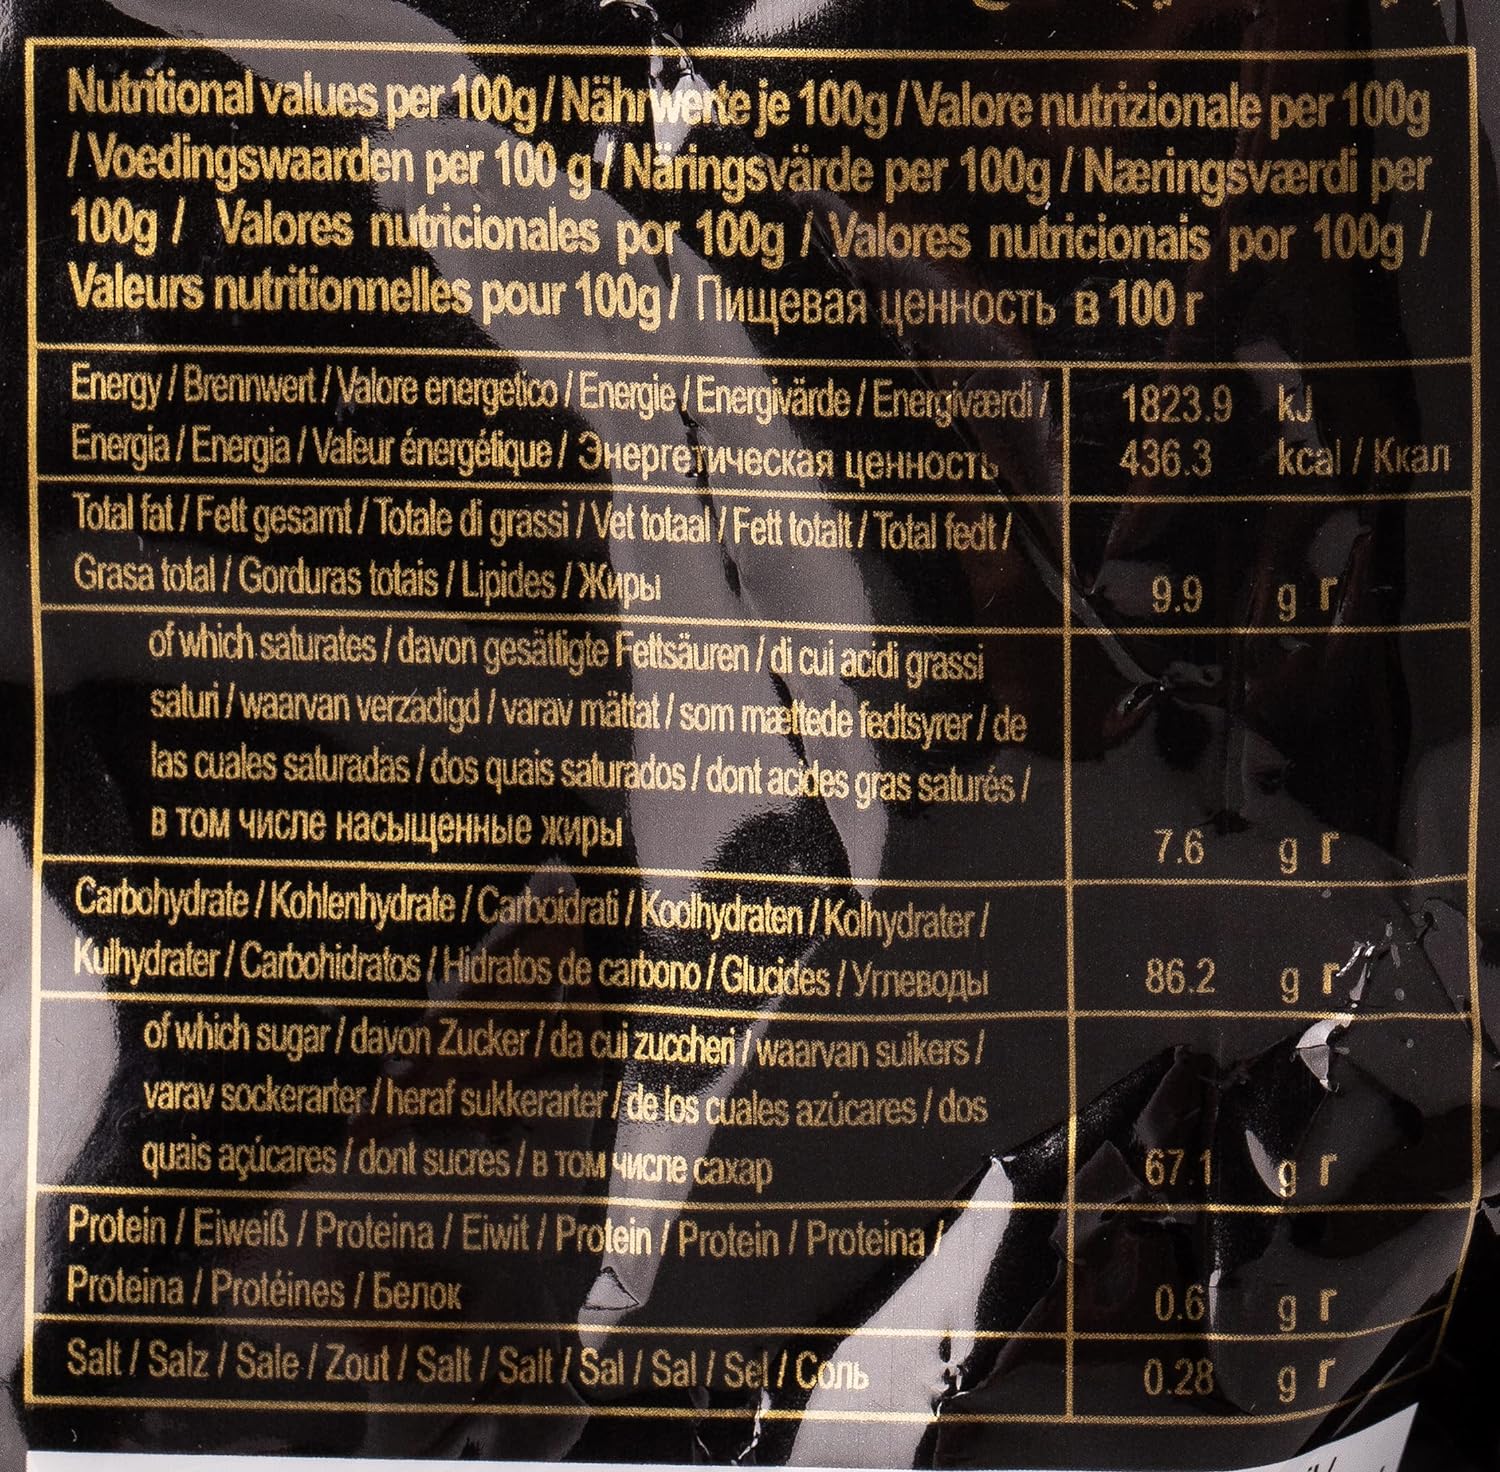 Nutritional values per 100g / Nährwerte je 100g / Valore nutrizionale per 100g
/ Voedingswaarden per 100 g / Näringsvärde per 100g / Næringsværdi per
100g / Valores nutricionales por 100g / Valores nutricionais por 100g /
Valeurs nutritionnelles pour 100g / Пищевая ценность в 100 г
Energy / Brennwert / Valore energetico / Energie / Energivärde / Energiværdi / 1823.9 kJ
Energia / Energia / Valeur énergétique / Энергетическая ценность 436.3 kcal / Ккал
Total fat / Fett gesamt / Totale di grassi / Vet totaal / Fett totalt / Total fedt /
Grasa total / Gorduras totais / Lipides / Жиры 9.9 g г
of which saturates / davon gesättigte Fettsäuren / di cui acidi grassi
saturi / waarvan verzadigd / varav mättat / som mættede fedtsyrer / de
las cuales saturadas / dos quais saturados / dont acides gras saturés /
в том числе насыщенные жиры 7.6 g г
Carbohydrate / Kohlenhydrate / Carboidrati / Koolhydraten / Kolhydrater /
Kulhydrater / Carbohidratos / Hidratos de carbono / Glucides / Углеводы 86.2 g г
of which sugar / davon Zucker / da cui zuccheri / waarvan suikers /
varav sockerarter / heraf sukkerarter / de los cuales azúcares / dos
quais açúcares / dont sucres / в том числе сахар 67.1 g г
Protein / Eiweiß / Proteina / Eiwit / Protein / Protein / Proteina /
Proteina / Protéines / Белок 0.6 g г
Salt / Salz / Sale / Zout / Salt / Salt / Sal / Sal / Sel / Соль 0.28 g г